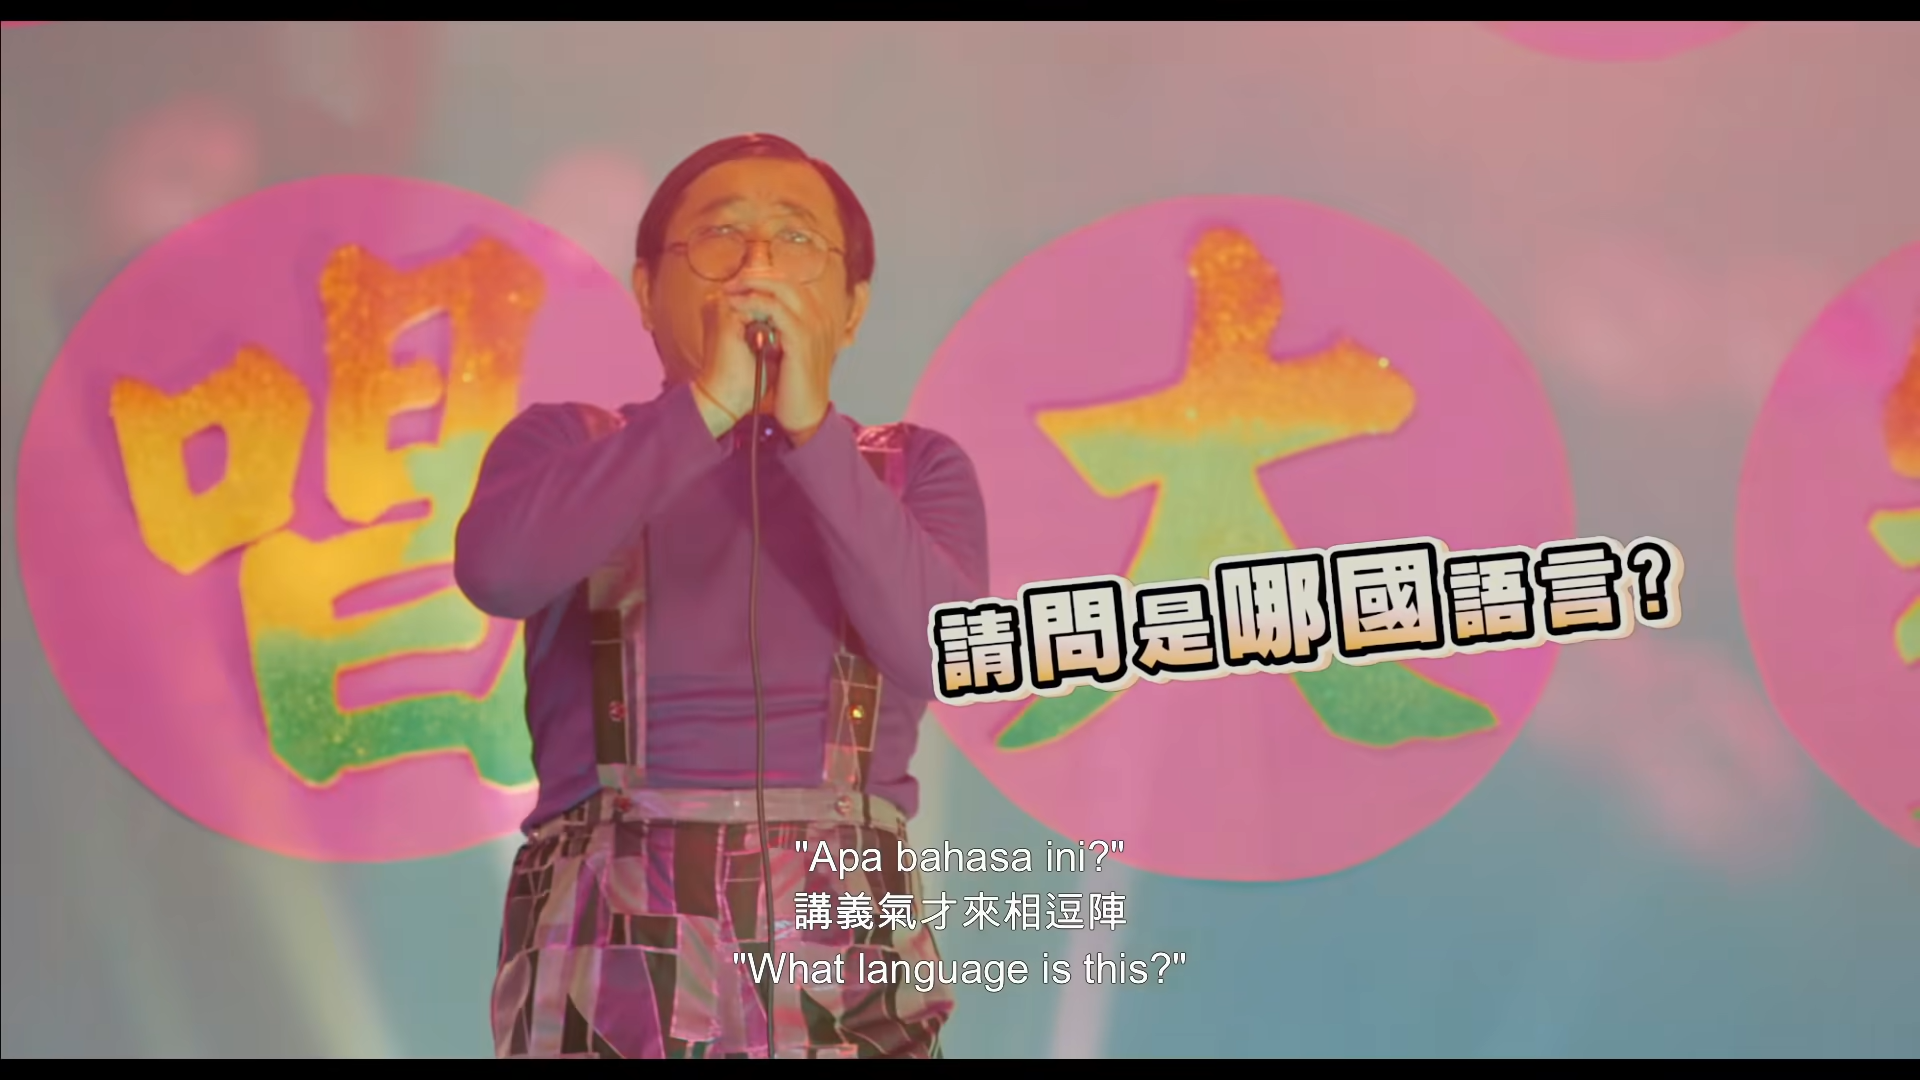 唱
大
請問是哪國語言?
"Apa bahasa ini?"
講義氣才來相逗陣
"What language is this?"